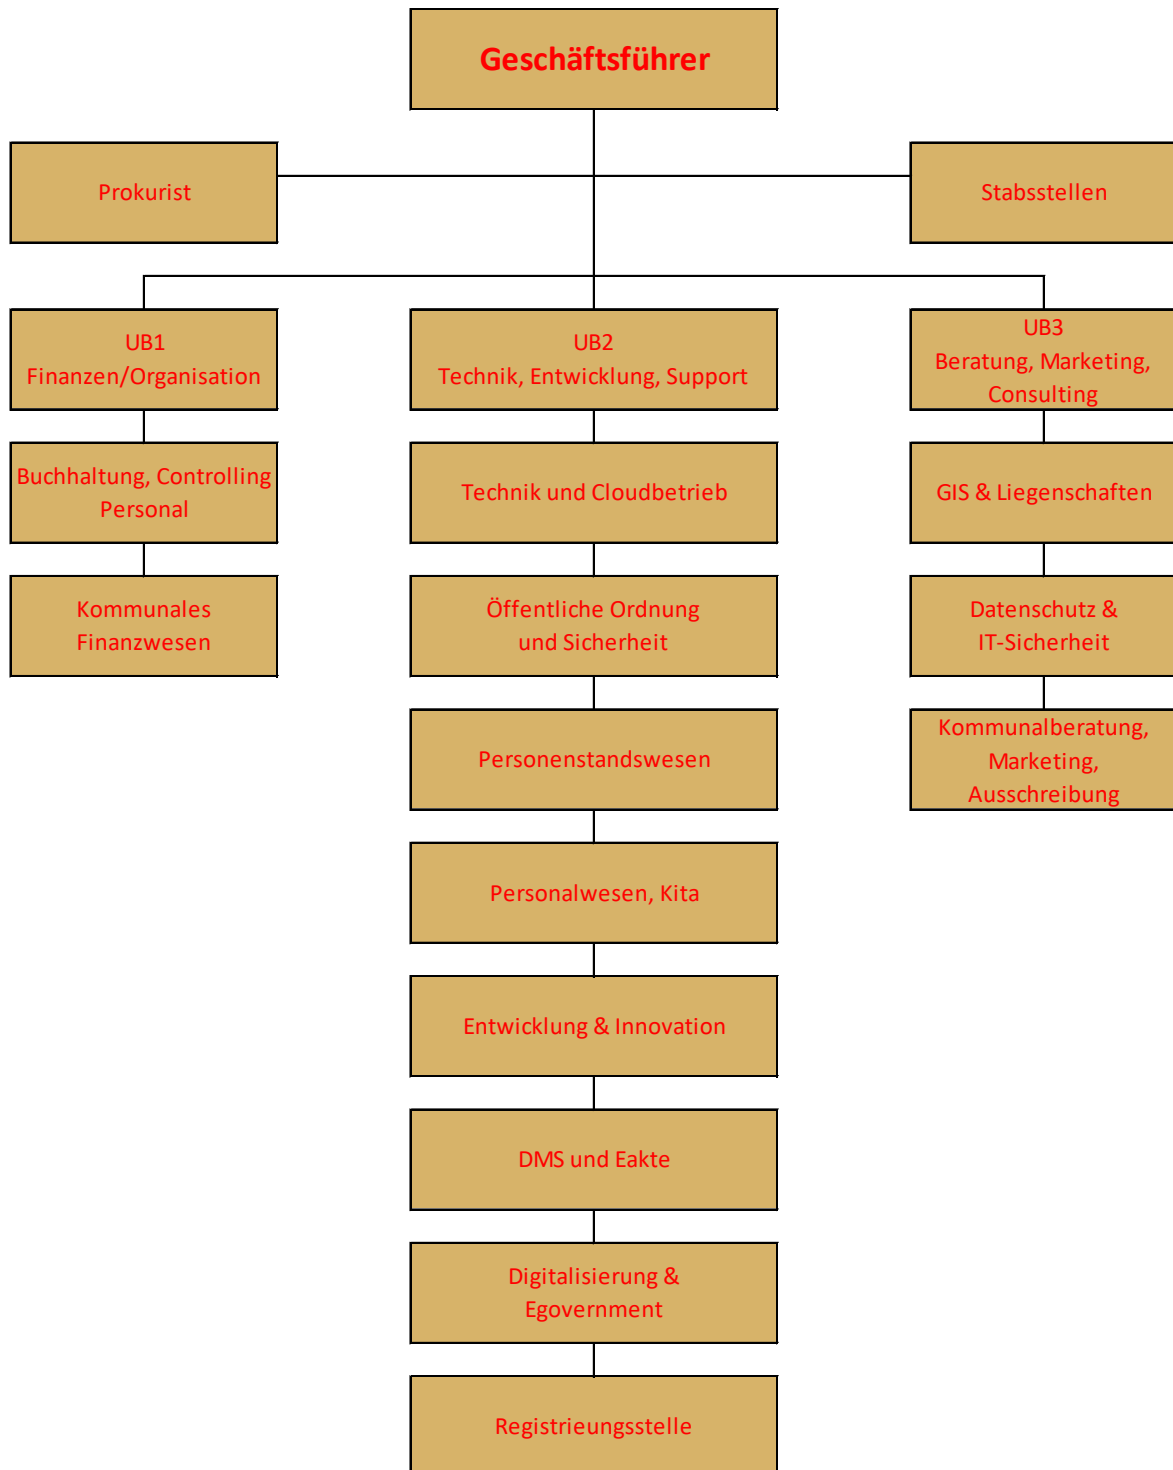 Geschäftsführer
Prokurist
Stabsstellen
UB1
Finanzen/Organisation
UB2
Technik, Entwicklung, Support
UB3
Beratung, Marketing,
Consulting
Buchhaltung, Controlling
Personal
Technik und Cloudbetrieb
GIS & Liegenschaften
Kommunales
Finanzwesen
Öffentliche Ordnung
und Sicherheit
Datenschutz &
IT-Sicherheit
Personenstandswesen
Kommunalberatung,
Marketing,
Ausschreibung
Personalwesen, Kita
Entwicklung & Innovation
DMS und Eakte
Digitalisierung &
Egovernment
Registrieungsstelle